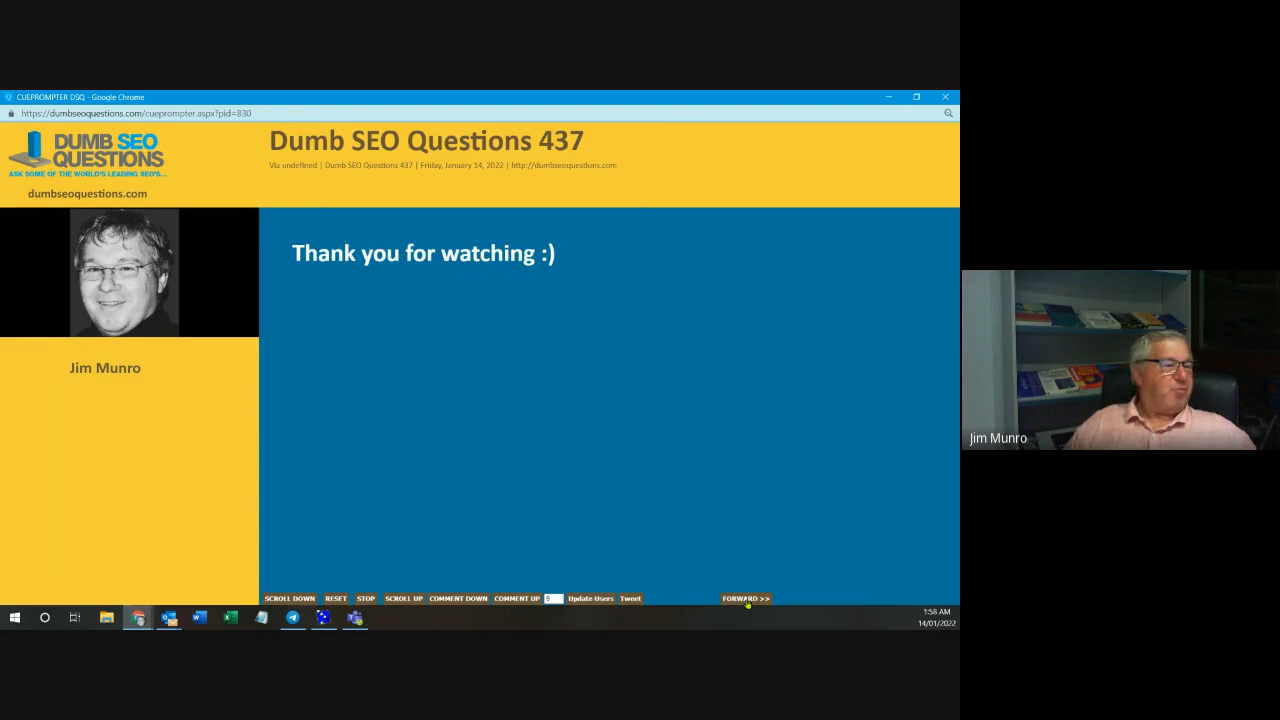 CUEPROMPTER DSQ - Google Chrome
https://dumbseoquestions.com/cueprompter.aspx?pid=830
DUMB SEO
QUESTIONS
ASK SOME OF THE WORLD'S LEADING SEO'S...
dumbseoquestions.com
Dumb SEO Questions 437
Via undefined | Dumb SEO Questions 437 | Friday, January 14, 2022 | http://dumbseoquestions.com
Thank you for watching :)
Jim Munro
Jim Munro
SCROLL DOWN RESET STOP SCROLL UP COMMENT DOWN COMMENT UP 9 Update Users Tweet FORWARD >>
1:58 AM
14/01/2022